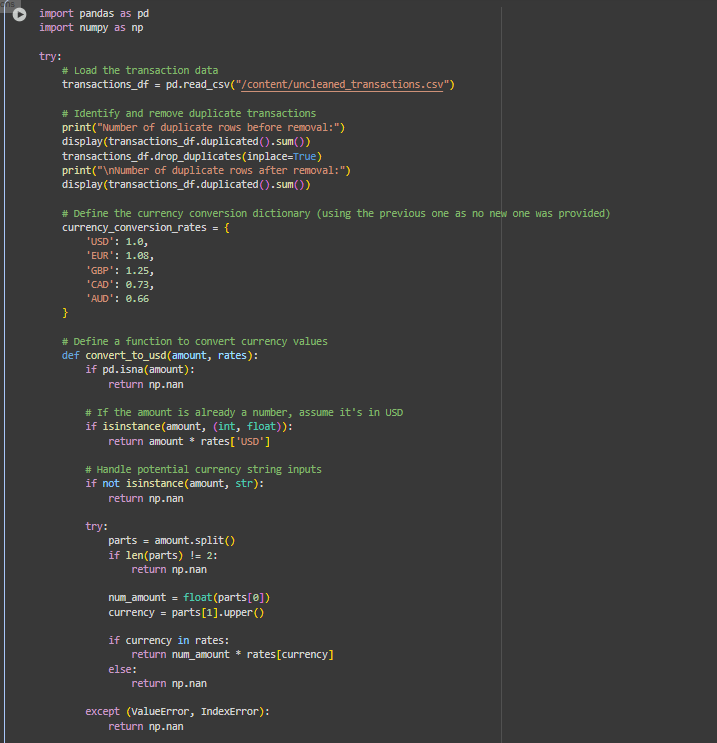 ons
import pandas as pd
import numpy as np
try:
    # Load the transaction data
    transactions_df = pd.read_csv("/content/uncleaned_transactions.csv")
    # Identify and remove duplicate transactions
    print("Number of duplicate rows before removal:")
    display(transactions_df.duplicated().sum())
    transactions_df.drop_duplicates(inplace=True)
    print("\nNumber of duplicate rows after removal:")
    display(transactions_df.duplicated().sum())
    # Define the currency conversion dictionary (using the previous one as no new one was provided)
    currency_conversion_rates = {
        'USD': 1.0,
        'EUR': 1.08,
        'GBP': 1.25,
        'CAD': 0.73,
        'AUD': 0.66
    }
    # Define a function to convert currency values
    def convert_to_usd(amount, rates):
        if pd.isna(amount):
            return np.nan
        # If the amount is already a number, assume it's in USD
        if isinstance(amount, (int, float)):
            return amount * rates['USD']
        # Handle potential currency string inputs
        if not isinstance(amount, str):
            return np.nan
        try:
            parts = amount.split()
            if len(parts) != 2:
                return np.nan
            num_amount = float(parts[0])
            currency = parts[1].upper()
            if currency in rates:
                return num_amount * rates[currency]
            else:
                return np.nan
        except (ValueError, IndexError):
            return np.nan